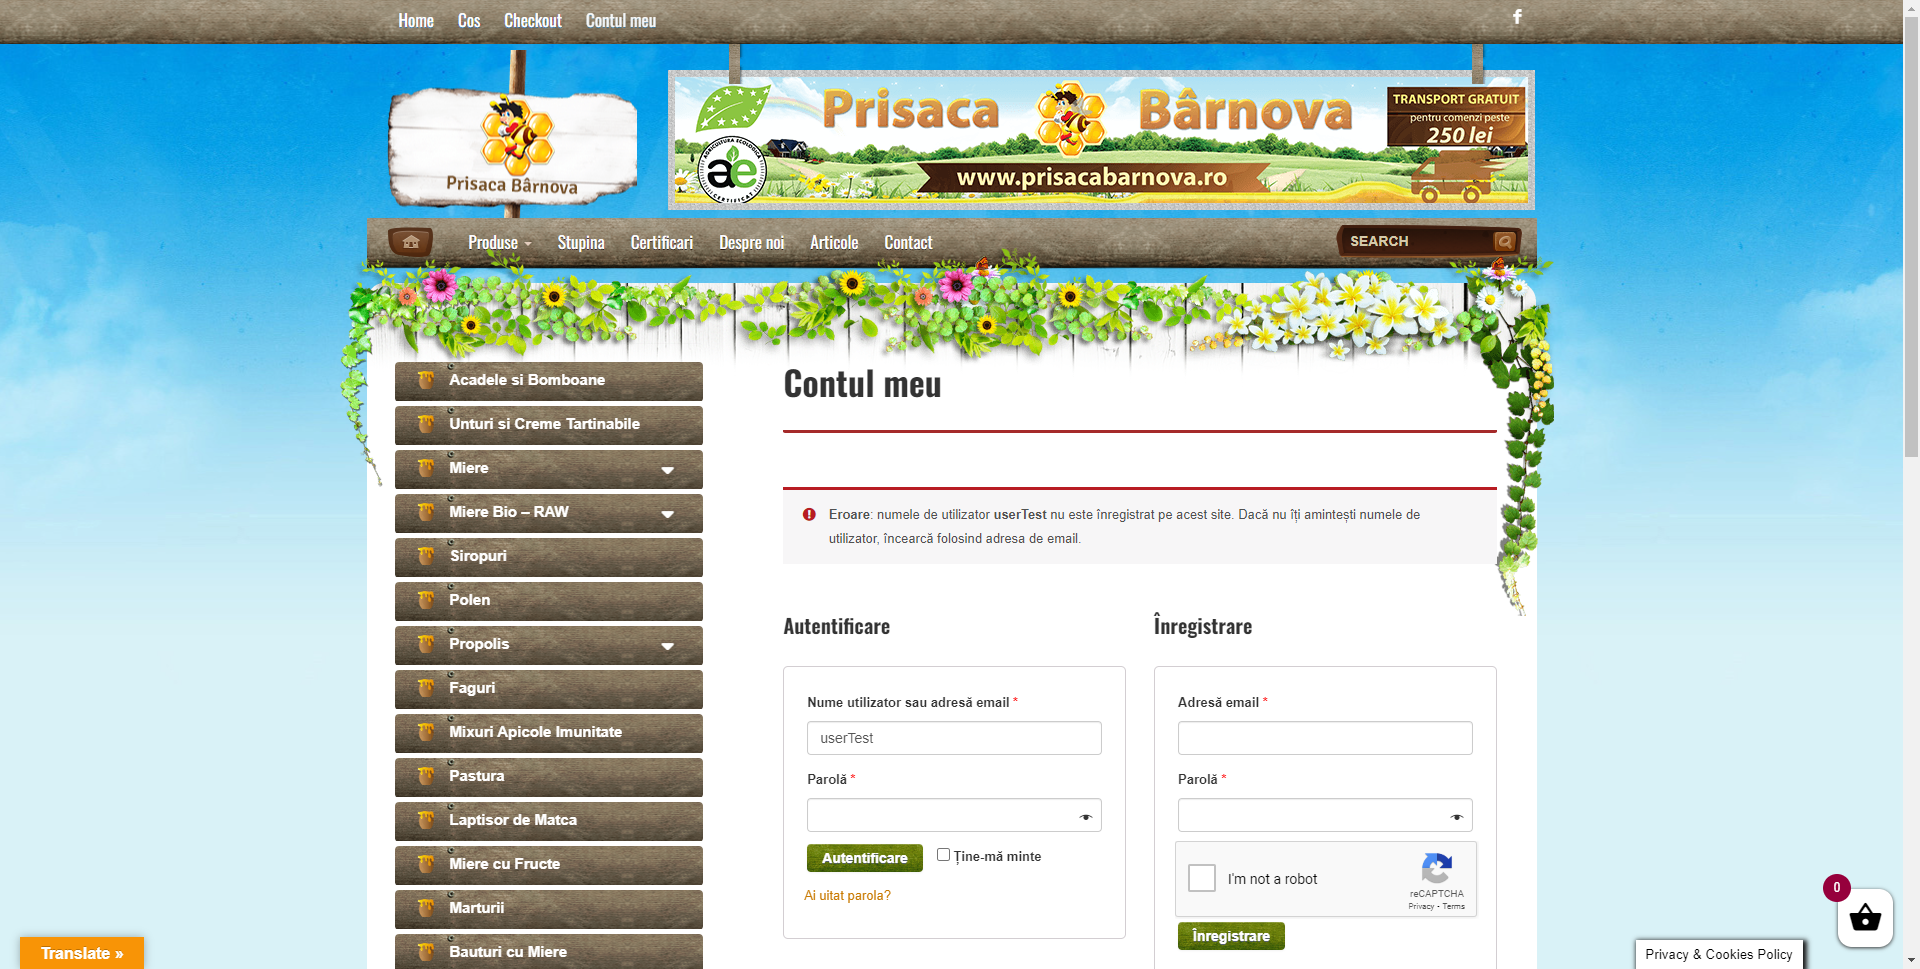 Home Cos Checkout Contul meu
Prisaca Bârnova
Prisaca Bârnova
AGRICULTURA ECOLOGICA
ae
CERTIFICAT
www.prisacabarnova.ro
TRANSPORT GRATUIT
pentru comenzi peste
250 lei
Produse Stupina Certificari Despre noi Articole Contact
SEARCH
Acadele si Bomboane
Unturi si Creme Tartinabile
Miere
Miere Bio – RAW
Siropuri
Polen
Propolis
Faguri
Mixuri Apicole Imunitate
Pastura
Laptisor de Matca
Miere cu Fructe
Marturii
Bauturi cu Miere
Contul meu
Eroare: numele de utilizator userTest nu este înregistrat pe acest site. Dacă nu îți amintești numele de
utilizator, încearcă folosind adresa de email.
Autentificare
Nume utilizator sau adresă email *
userTest
Parolă *
Autentificare
Ține-mă minte
Ai uitat parola?
Înregistrare
Adresă email *
Parolă *
I'm not a robot
reCAPTCHA
Privacy - Terms
Înregistrare
0
Translate »
Privacy & Cookies Policy